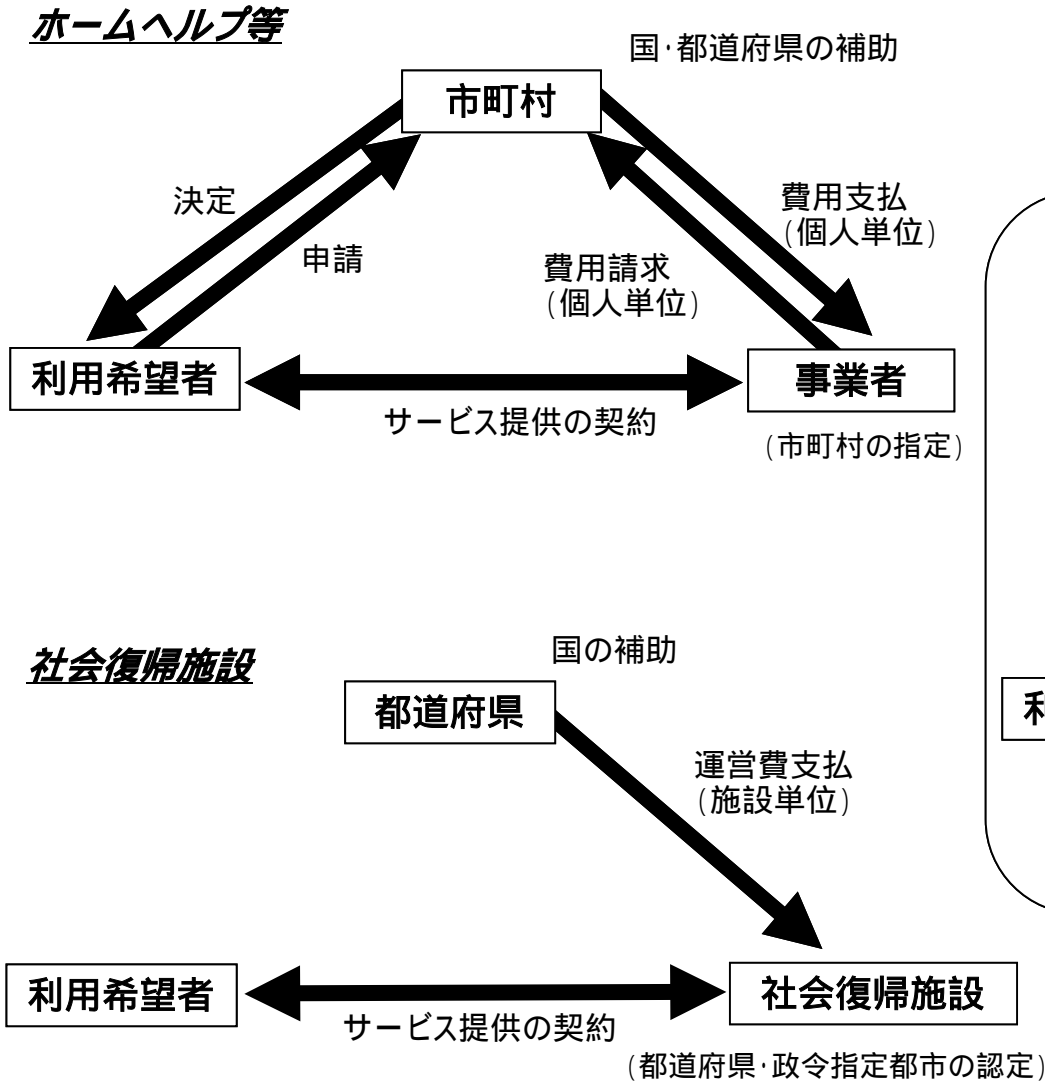 ホームヘルプ等
国・都道府県の補助
市町村
決定
申請
費用支払
(個人単位)
費用請求
(個人単位)
利用希望者
事業者
サービス提供の契約
(市町村の指定)
社会復帰施設
国の補助
都道府県
利
運営費支払
(施設単位)
利用希望者
社会復帰施設
サービス提供の契約
(都道府県・政令指定都市の認定)